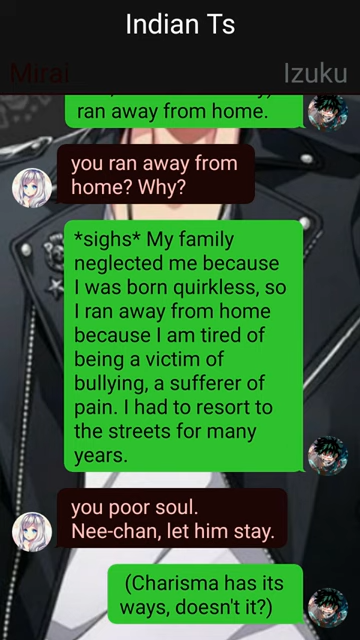 Indian Ts
Mirai
Izuku
ran away from home.
you ran away from
home? Why?
*sighs* My family
neglected me because
I was born quirkless, so
I ran away from home
because I am tired of
being a victim of
bullying, a sufferer of
pain. I had to resort to
the streets for many
years.
you poor soul.
Nee-chan, let him stay.
(Charisma has its
ways, doesn't it?)